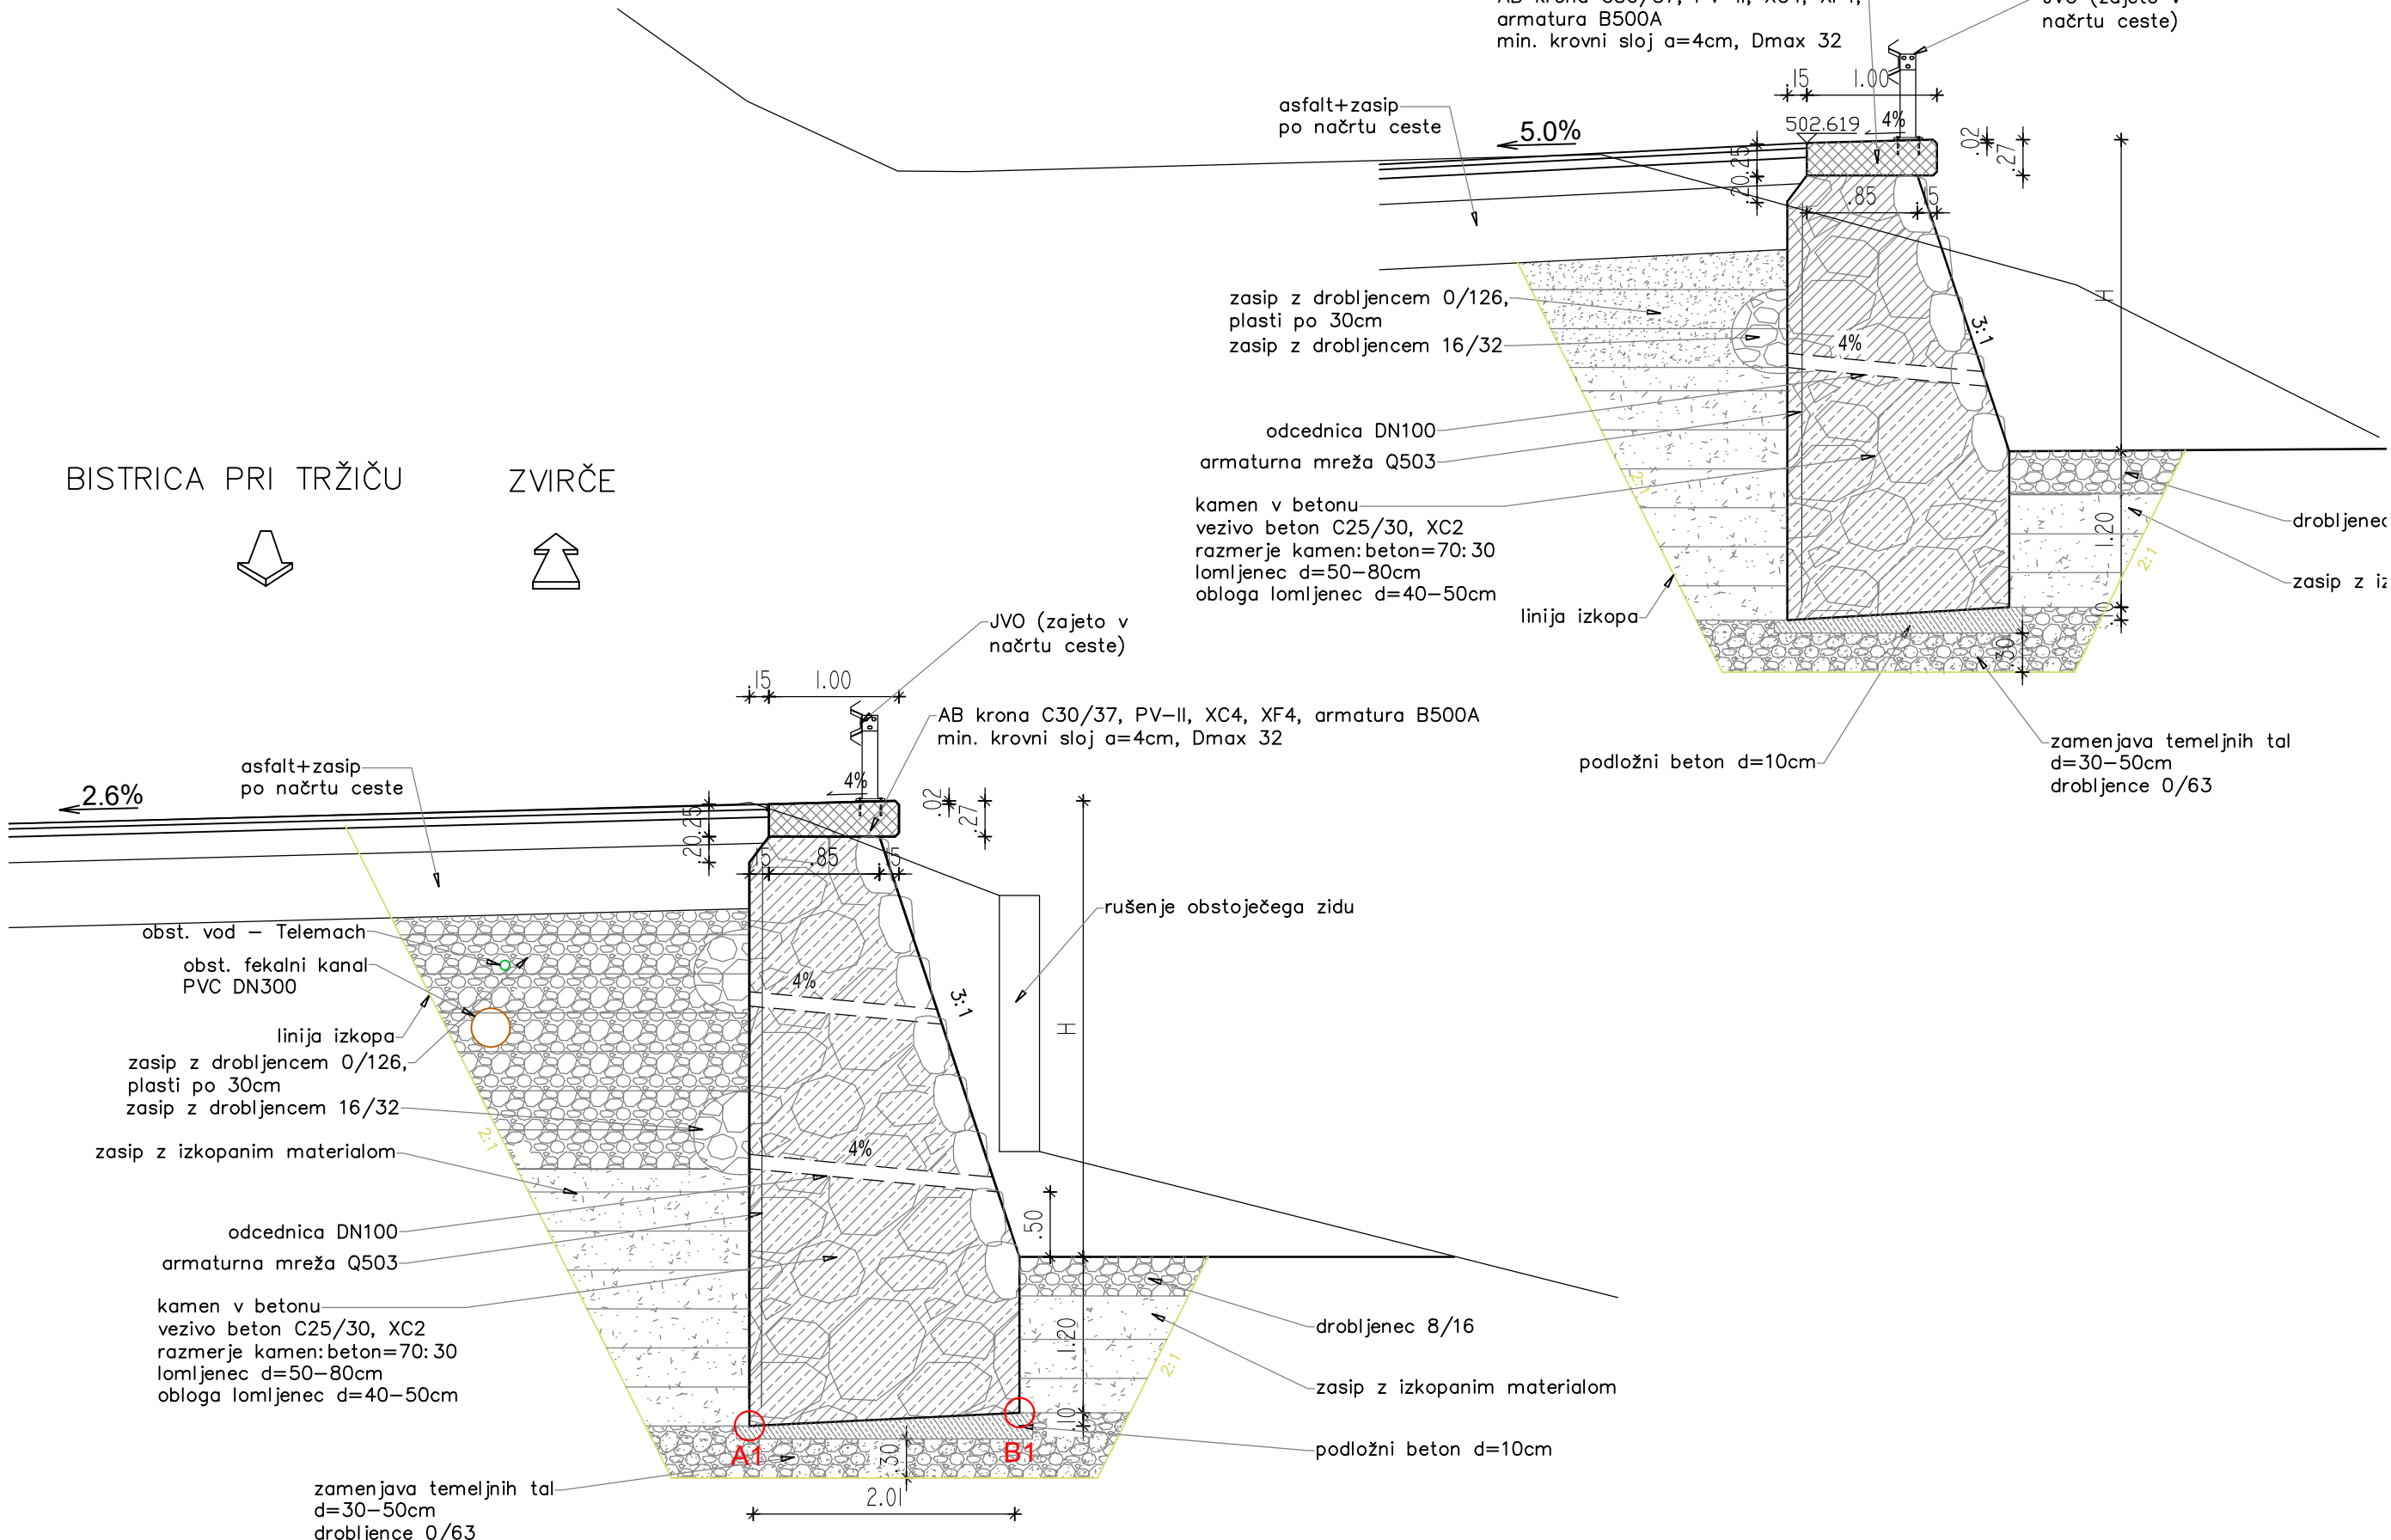 armatura B500A
min. krovni sloj a=4cm, Dmax 32
načrtu ceste)
.15
1.00
asfalt+zasip
po načrtu ceste
5.0%
502.619
4%
.02
.27
.20
.25
.85
.15
H
zasip z drobljencem 0/126,
plasti po 30cm
zasip z drobljencem 16/32
4%
3:1
odcednica DN100
armaturna mreža Q503
2:1
kamen v betonu
vezivo beton C25/30, XC2
razmerje kamen:beton=70:30
lomljenec d=50-80cm
obloga lomljenec d=40-50cm
linija izkopa
drobljenec
1.20
2:1
zasip z iz
.30
podložni beton d=10cm
zamenjava temeljnih tal
d=30-50cm
drobljence 0/63
BISTRICA PRI TRŽIČU
ZVIRČE
JVO (zajeto v
načrtu ceste)
.15
1.00
AB krona C30/37, PV-II, XC4, XF4, armatura B500A
min. krovni sloj a=4cm, Dmax 32
asfalt+zasip
po načrtu ceste
2.6%
4%
.02
.27
.20
.25
.15
.85
.15
rušenje obstoječega zidu
obst. vod - Telemach
obst. fekalni kanal
PVC DN300
4%
3:1
H
linija izkopa
zasip z drobljencem 0/126,
plasti po 30cm
zasip z drobljencem 16/32
2:1
zasip z izkopanim materialom
4%
.50
odcednica DN100
armaturna mreža Q503
kamen v betonu
vezivo beton C25/30, XC2
razmerje kamen:beton=70:30
lomljenec d=50-80cm
obloga lomljenec d=40-50cm
drobljenec 8/16
1.20
2:1
zasip z izkopanim materialom
.10
A1
B1
podložni beton d=10cm
.30
zamenjava temeljnih tal
d=30-50cm
drobljence 0/63
2.01